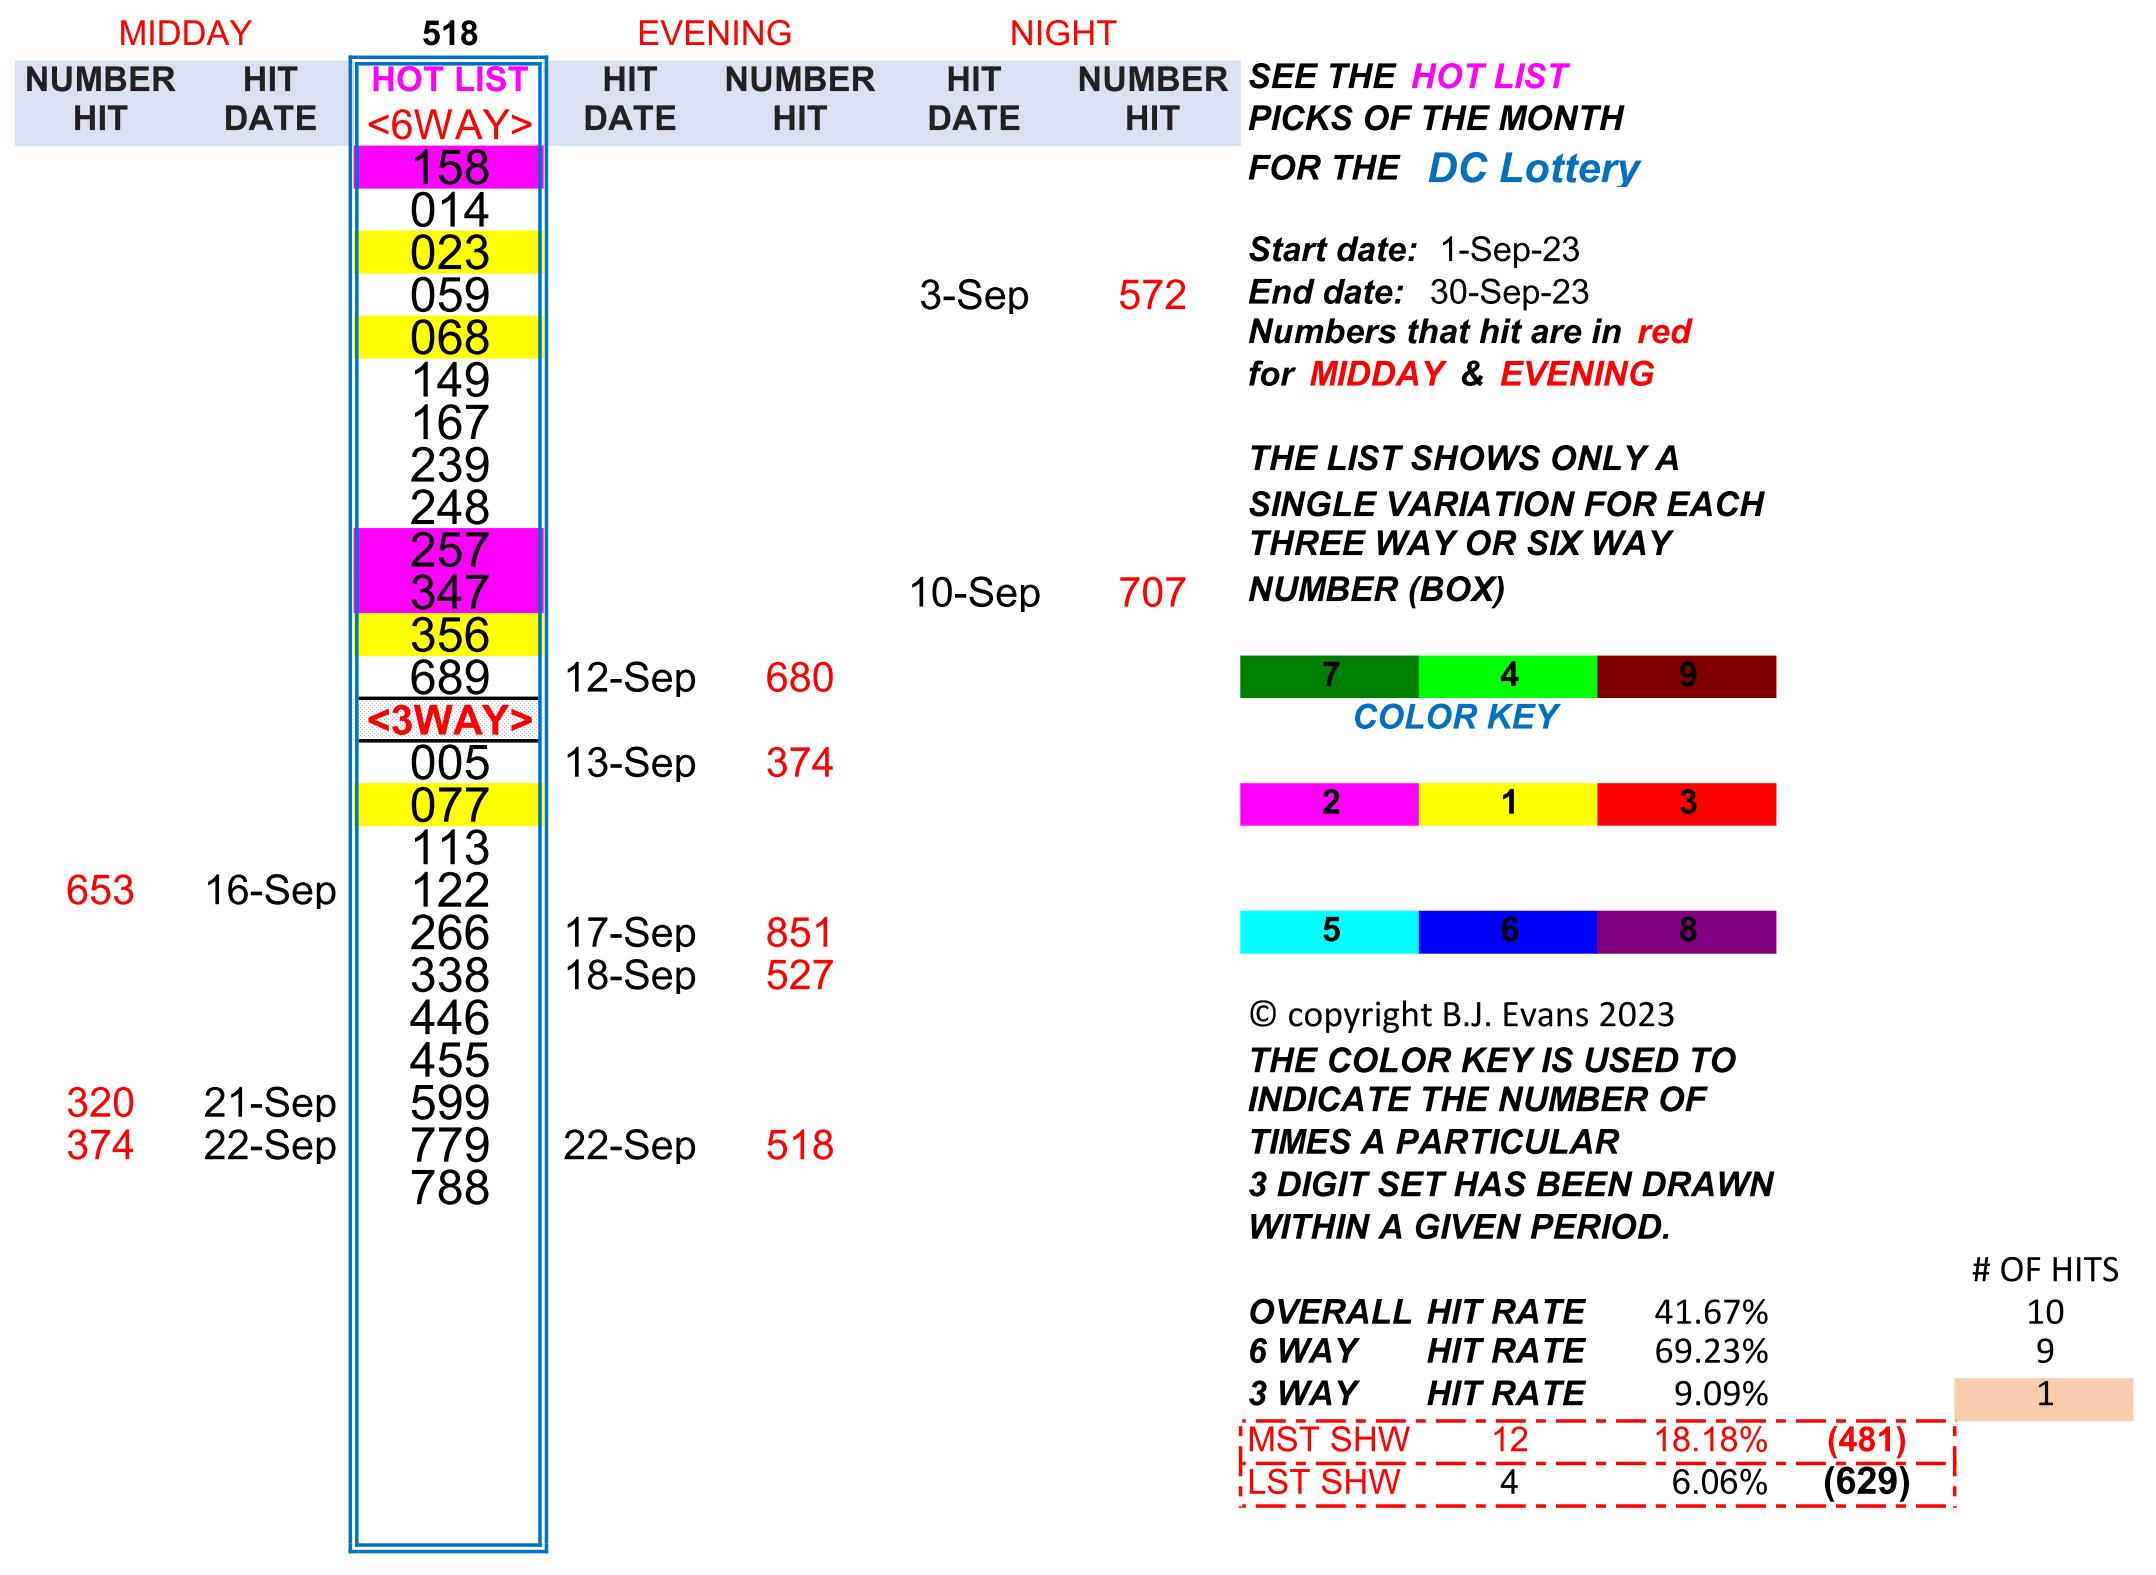 MIDDAY 518 EVENING NIGHT
NUMBER HIT HOT LIST HIT NUMBER HIT NUMBER SEE THE HOT LIST
HIT DATE <6WAY> DATE HIT DATE HIT PICKS OF THE MONTH
158 FOR THE DC Lottery
014
023 Start date: 1-Sep-23
059 3-Sep 572 End date: 30-Sep-23
068 Numbers that hit are in red
149 for MIDDAY & EVENING
167
239 THE LIST SHOWS ONLY A
248 SINGLE VARIATION FOR EACH
257 THREE WAY OR SIX WAY
347 10-Sep 707 NUMBER (BOX)
356
689 12-Sep 680 7 4 9
<3WAY> COLOR KEY
005 13-Sep 374
077 2 1 3
113
653 16-Sep 122
266 17-Sep 851 5 6 8
338 18-Sep 527
446 © copyright B.J. Evans 2023
455 THE COLOR KEY IS USED TO
320 21-Sep 599 INDICATE THE NUMBER OF
374 22-Sep 779 22-Sep 518 TIMES A PARTICULAR
788 3 DIGIT SET HAS BEEN DRAWN
WITHIN A GIVEN PERIOD.
# OF HITS
OVERALL HIT RATE 41.67% 10
6 WAY HIT RATE 69.23% 9
3 WAY HIT RATE 9.09% 1
MST SHW 12 18.18% (481)
LST SHW 4 6.06% (629)